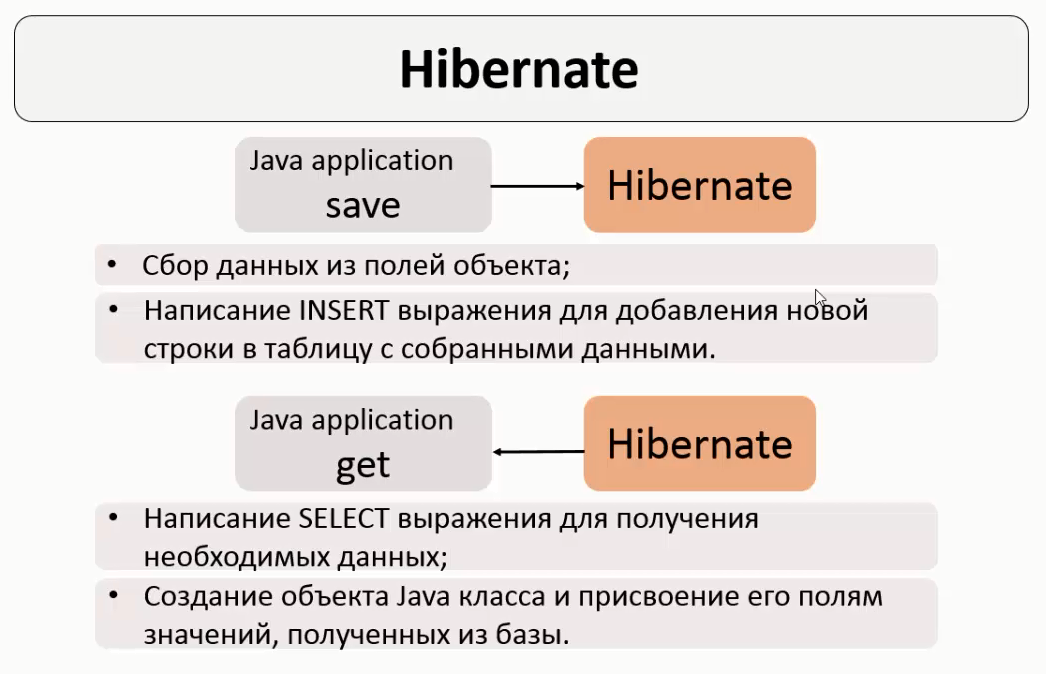 Hibernate
Java application
save
Hibernate
• Сбор данных из полей объекта;
• Написание INSERT выражения для добавления новой
строки в таблицу с собранными данными.
Java application
get
Hibernate
• Написание SELECT выражения для получения
необходимых данных;
• Создание объекта Java класса и присвоение его полям
значений, полученных из базы.